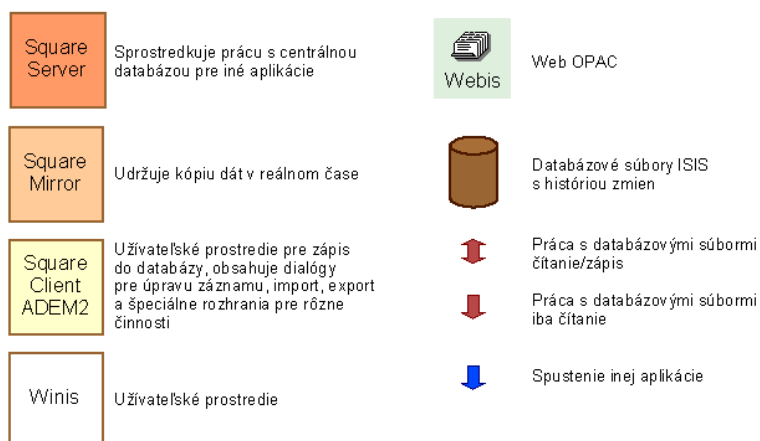 Square
Server
Sprostredkuje prácu s centrálnou
databázou pre iné aplikácie
Square
Mirror
Udržuje kópiu dát v reálnom čase
Square
Client
ADEM2
Užívateľské prostredie pre zápis
do databázy, obsahuje dialógy
pre úpravu záznamu, import, export
a špeciálne rozhrania pre rôzne
činnosti
Winis
Užívateľské prostredie
Webis
Web OPAC
Databázové súbory ISIS
s históriou zmien
Práca s databázovými súbormi
čítanie/zápis
Práca s databázovými súbormi
iba čítanie
Spustenie inej aplikácie